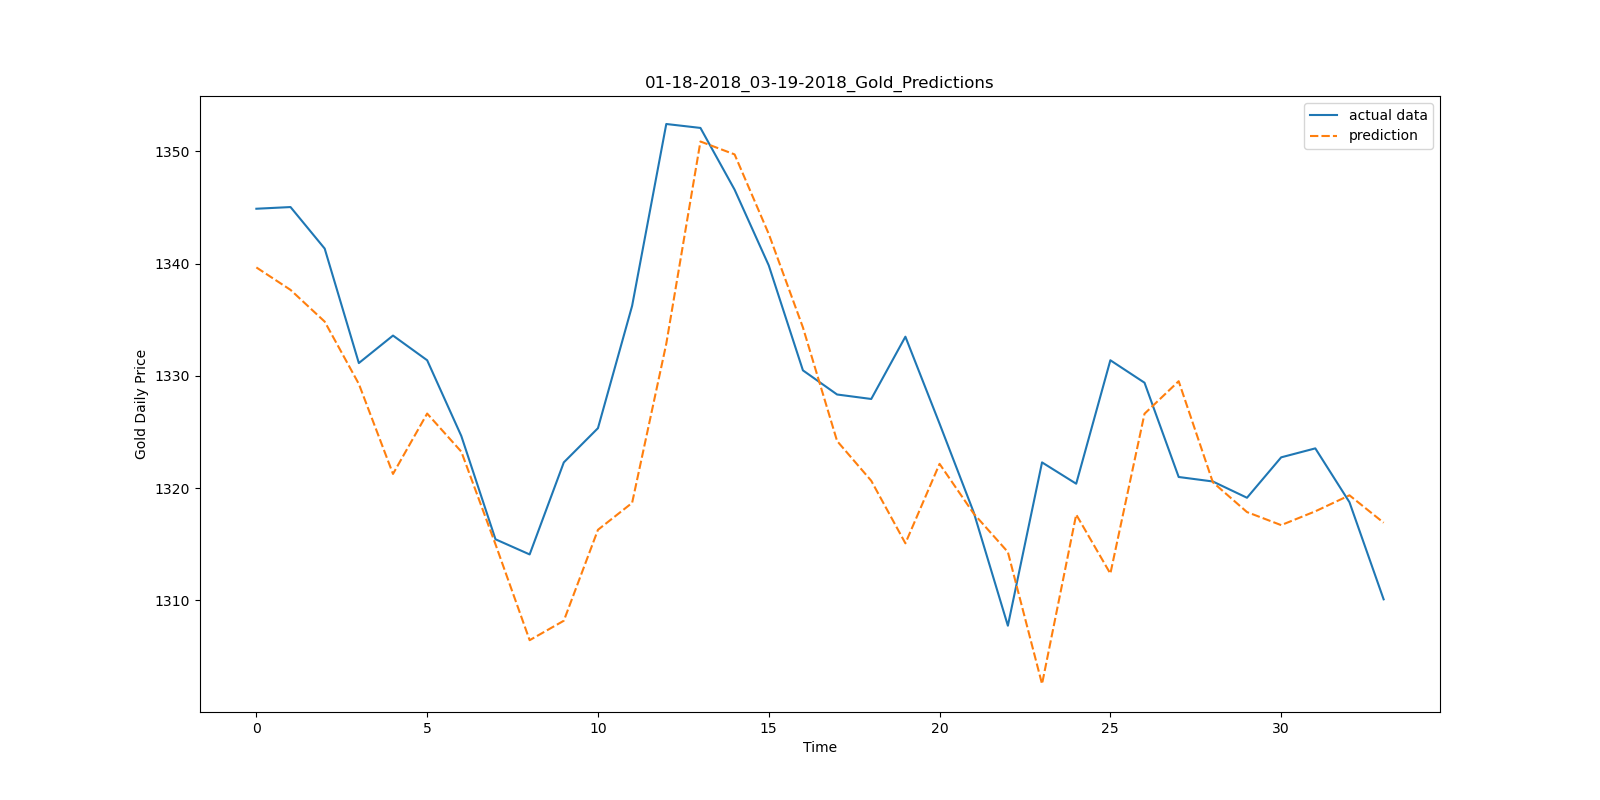 01-18-2018_03-19-2018_Gold_Predictions
actual data
prediction
1350
1340
1330
1320
1310
Gold Daily Price
0 5 10 15 20 25 30
Time